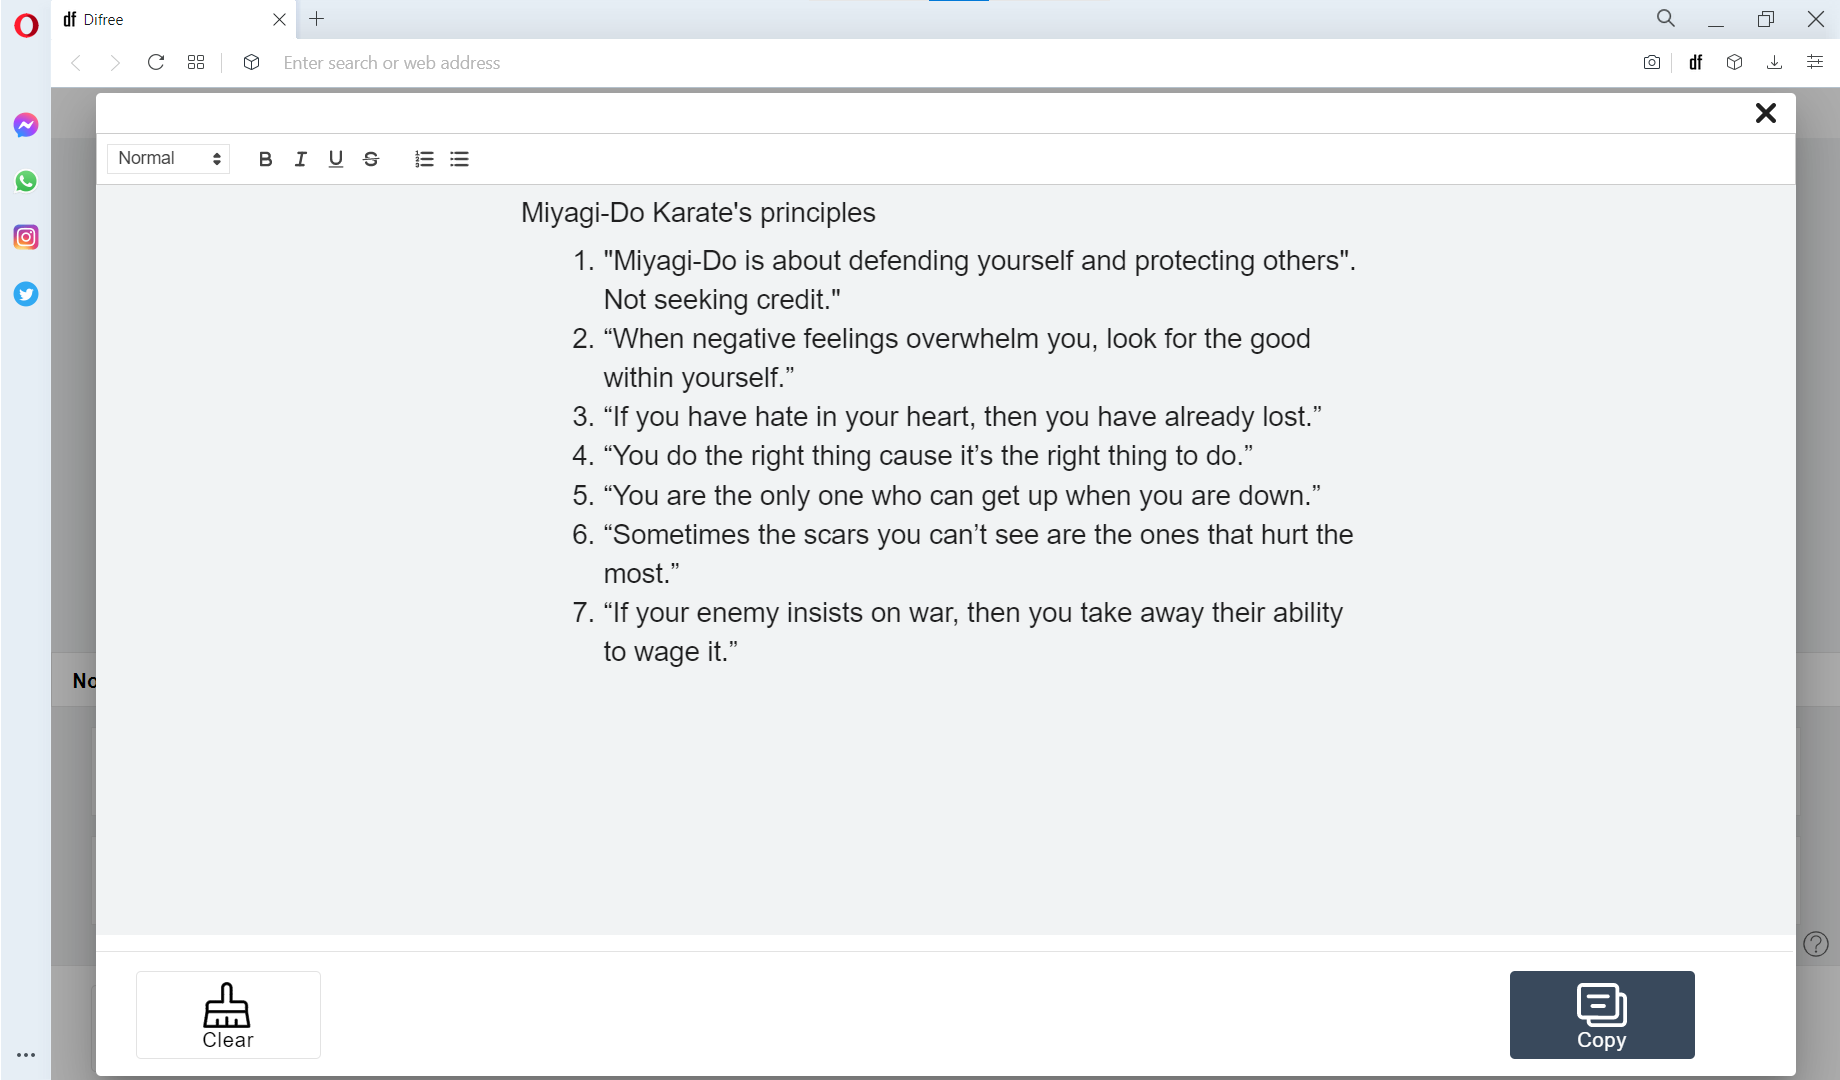 df Difree
Enter search or web address
df
Normal
B I U S
Miyagi-Do Karate's principles
1. "Miyagi-Do is about defending yourself and protecting others".
Not seeking credit."
2. “When negative feelings overwhelm you, look for the good
within yourself.”
3. “If you have hate in your heart, then you have already lost.”
4. “You do the right thing cause it’s the right thing to do.”
5. “You are the only one who can get up when you are down.”
6. “Sometimes the scars you can’t see are the ones that hurt the
most.”
7. “If your enemy insists on war, then you take away their ability
to wage it.”
No
Clear
Copy